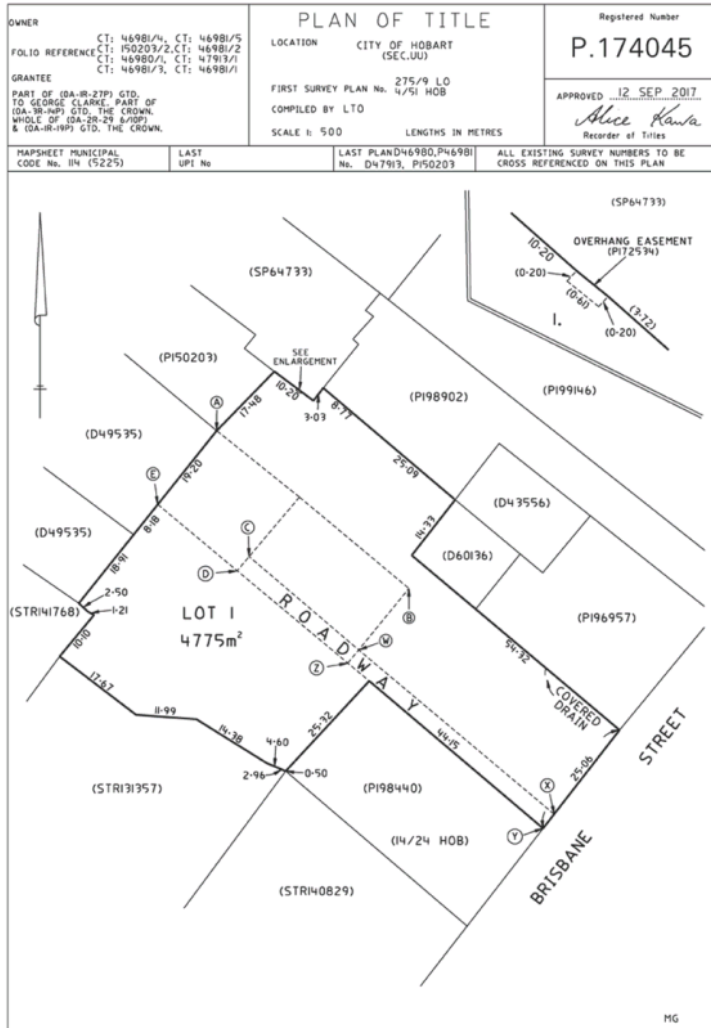 OWNER
FOLIO REFERENCE
CT: 46981/4, CT: 46981/5
CT: 150203/2, CT: 46981/2
CT: 46980/1, CT: 47913/1
CT: 46981/3, CT: 46981/1
GRANTEE
PART OF (0A-1R-27P) GTD.
TO GEORGE CLARKE. PART OF
(0A-3R-14P) GTD. THE CROWN.
WHOLE OF (0A-2R-29 6/10P)
& (0A-1R-19P) GTD. THE CROWN.
PLAN OF TITLE
LOCATION
CITY OF HOBART
(SEC.UU)
FIRST SURVEY PLAN No. 275/9 LO
4/51 HOB
COMPILED BY LTO
SCALE 1: 500 LENGTHS IN METRES
Registered Number
P.174045
APPROVED 12 SEP 2017
Alice Kawa
Recorder of Titles
MAPSHEET MUNICIPAL
CODE No. 114 (5225)
LAST
UPI No
LAST PLAN D46980,P46981
No. D47913, P150203
ALL EXISTING SURVEY NUMBERS TO BE
CROSS REFERENCED ON THIS PLAN
(SP64733)
10·20
OVERHANG EASEMENT
(P172534)
(0·20)
(0·61)
(0·20)
(3·72)
1.
(SP64733)
SEE
ENLARGEMENT
(P150203)
10·20
3·03
8·77
(P198902)
(P199146)
A
17·48
(D49535)
19·20
25·09
E
(D43556)
14·33
(D49535)
8·18
C
(D60136)
18·91
D
B
(P196957)
2·50
1·21
(STR141768)
LOT 1
4775m²
ROADWAY
W
10·10
Z
54·32
17·67
COVERED
DRAIN
11·99
14·38
4·60
25·32
44·15
STREET
2·96
0·50
25·06
X
(STR131357)
(P198440)
Y
(14/24 HOB)
BRISBANE
(STR140829)
MG